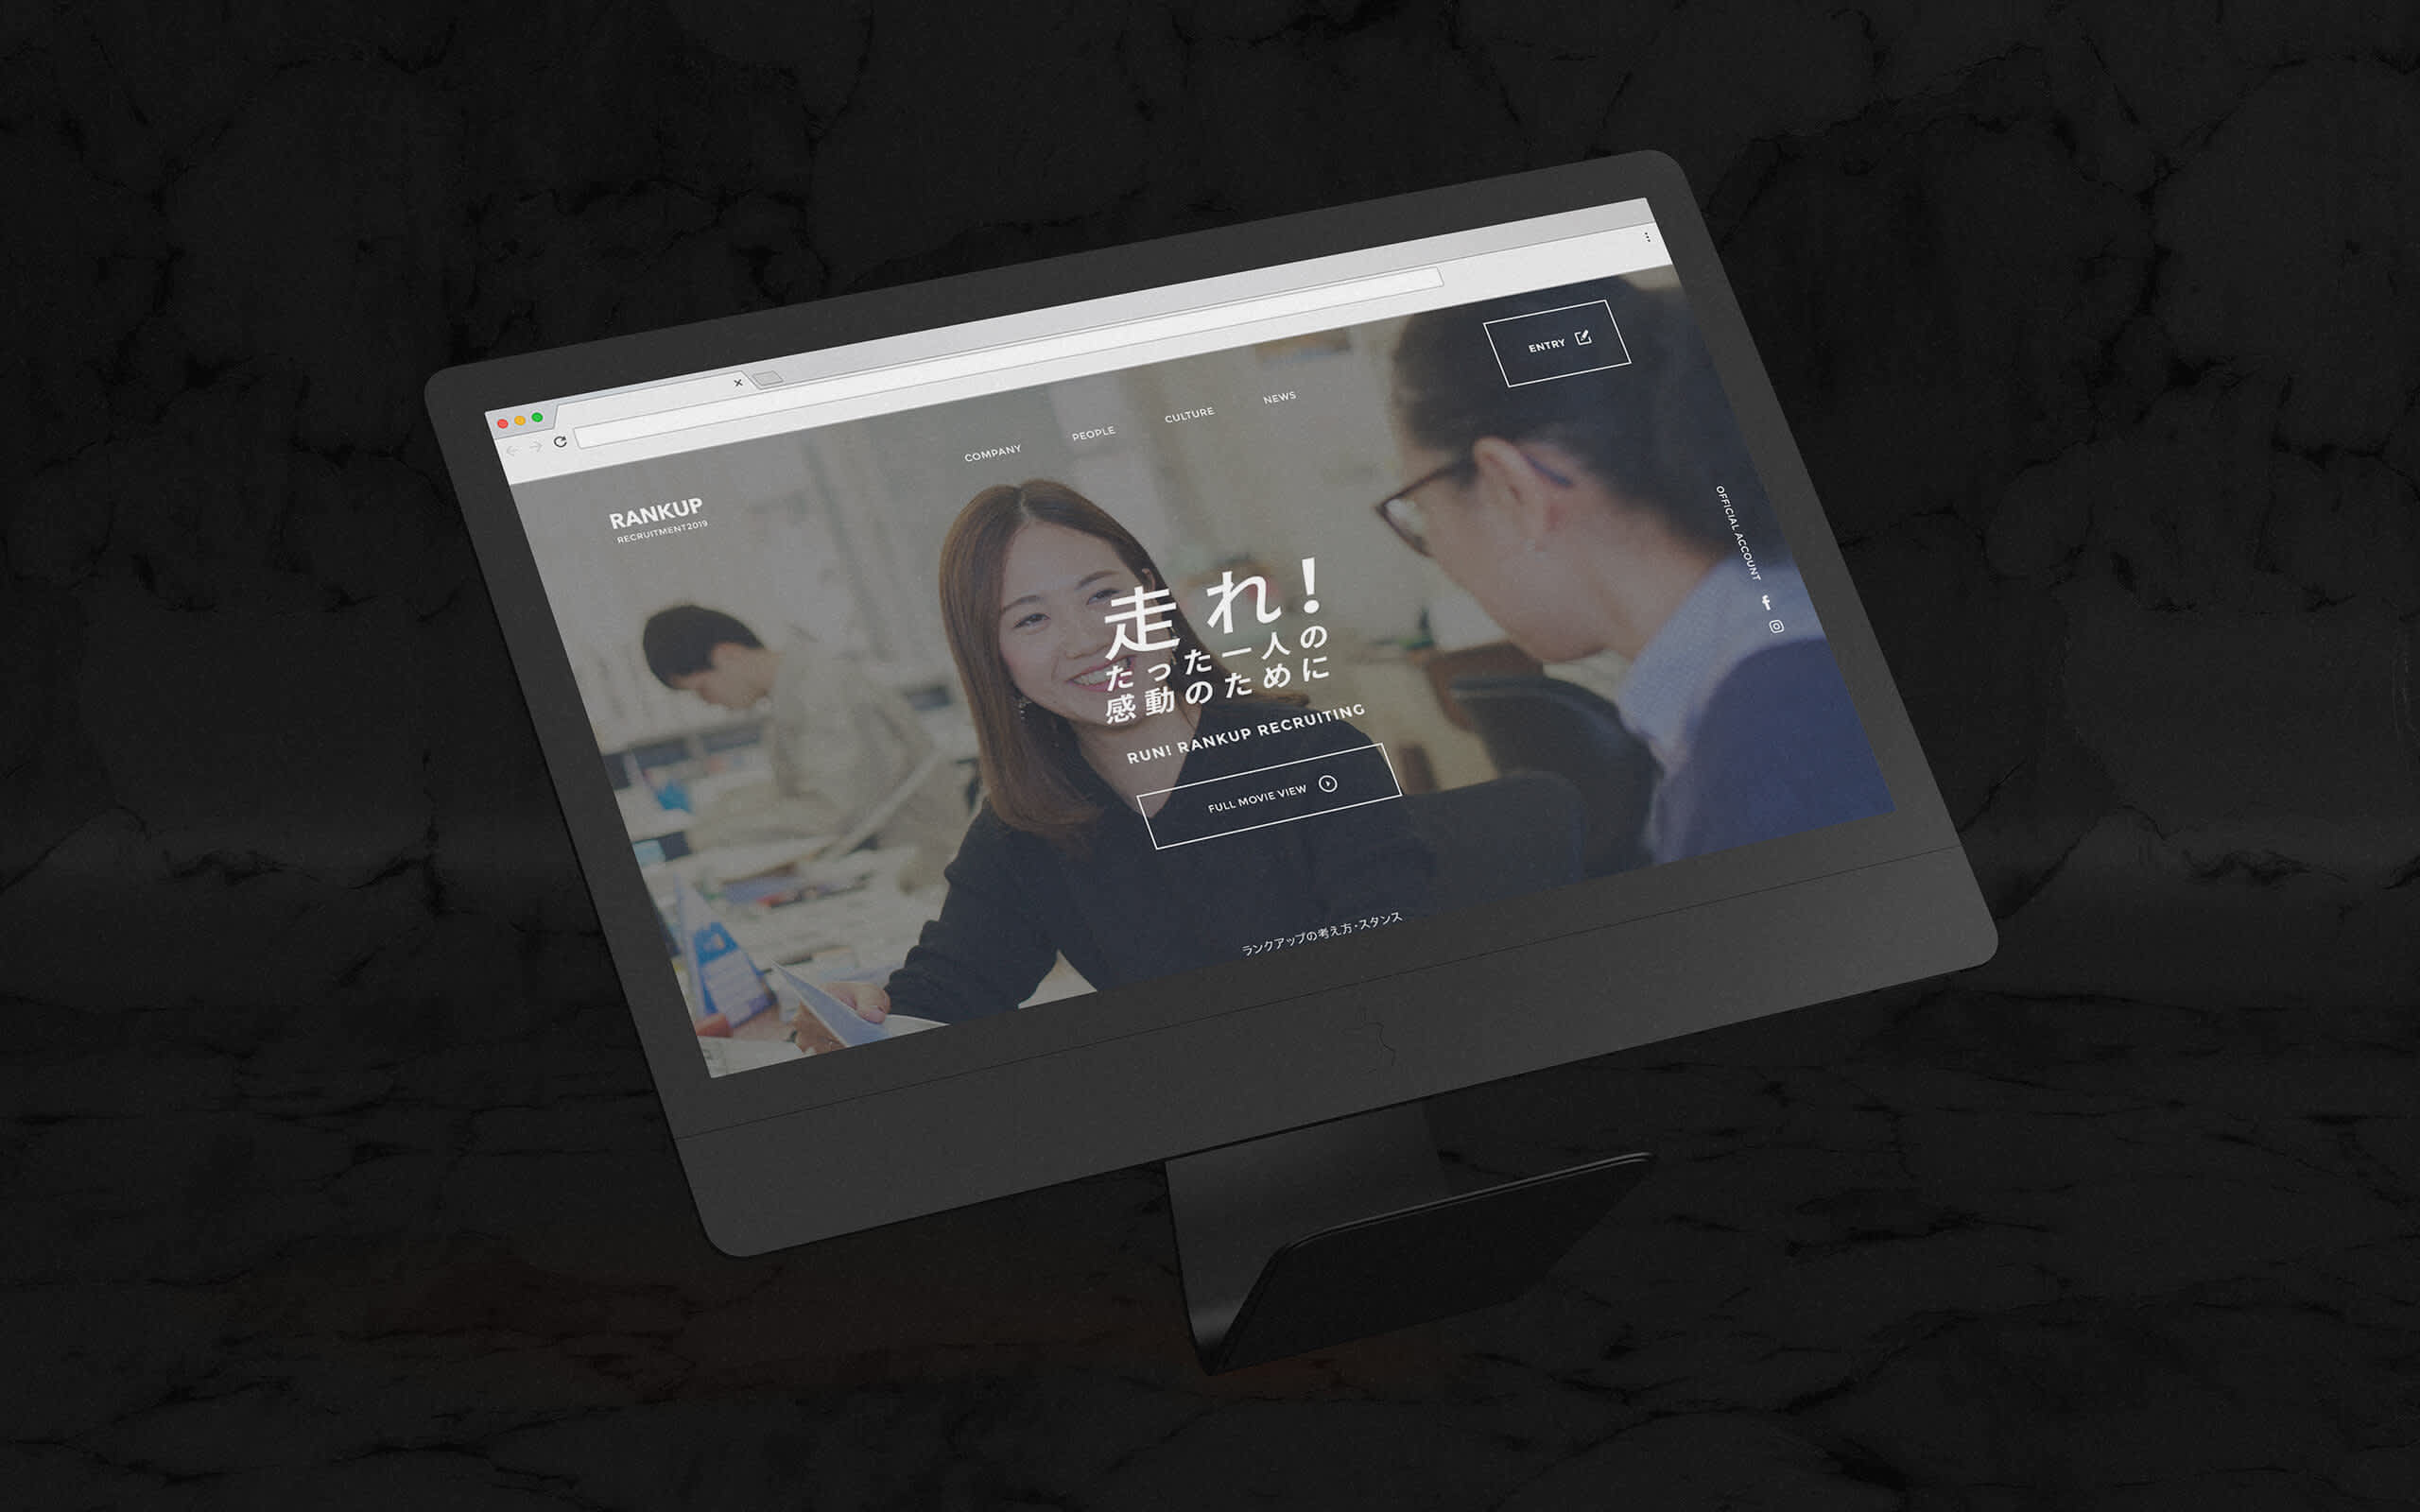 ENTRY
COMPANY PEOPLE CULTURE NEWS
RANKUP
RECRUITMENT2019
走れ!
たった一人の
感動のために
RUN! RANKUP RECRUITING
FULL MOVIE VIEW
OFFICIAL ACCOUNT
ランクアップの考え方・スタンス